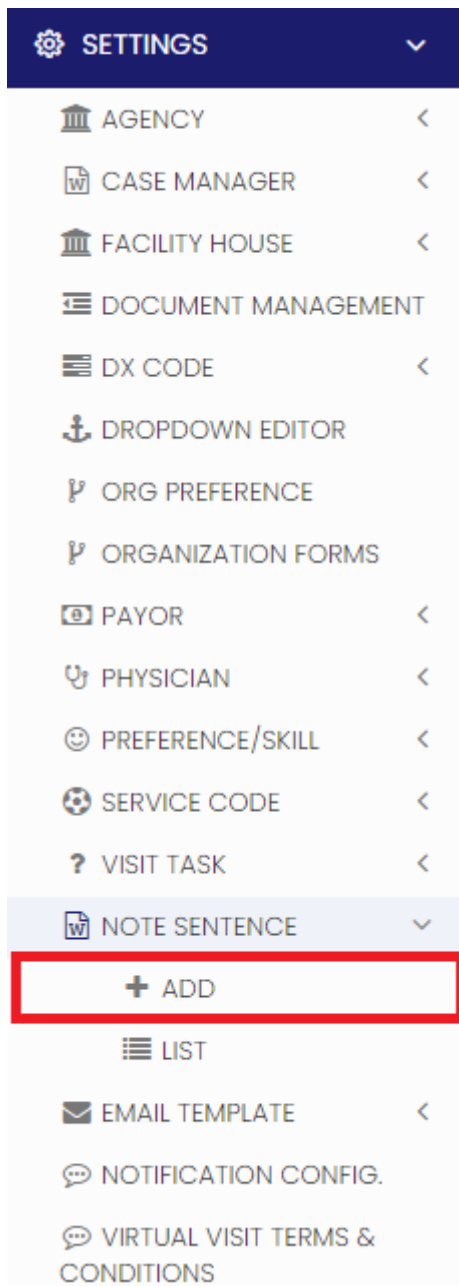 SETTINGS
AGENCY
CASE MANAGER
FACILITY HOUSE
DOCUMENT MANAGEMENT
DX CODE
DROPDOWN EDITOR
ORG PREFERENCE
ORGANIZATION FORMS
PAYOR
PHYSICIAN
PREFERENCE/SKILL
SERVICE CODE
VISIT TASK
NOTE SENTENCE
ADD
LIST
EMAIL TEMPLATE
NOTIFICATION CONFIG.
VIRTUAL VISIT TERMS &
CONDITIONS